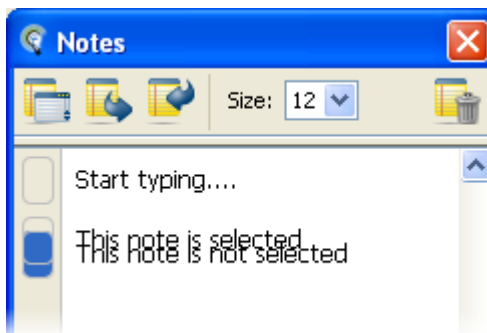 Notes
Size: 12
Start typing....
This note is selected
This note is not selected